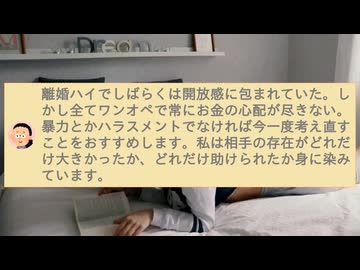 Dream
離婚ハイでしばらくは開放感に包まれていた。し
かし全てワンオペで常にお金の心配が尽きない。
暴力とかハラスメントでなければ今一度考え直す
ことをおすすめします。私は相手の存在がどれだ
け大きかったか、どれだけ助けられたか身に染み
ています。